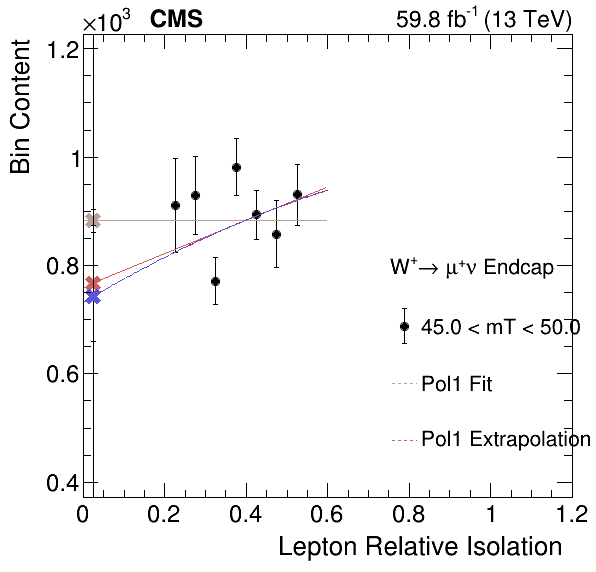 ×10³ CMS 59.8 fb⁻¹ (13 TeV)
Bin Content
1.2
1
0.8
0.6
0.4
W⁺→ μ⁺ν Endcap
45.0 < mT < 50.0
Pol1 Fit
Pol1 Extrapolation
0 0.2 0.4 0.6 0.8 1 1.2
Lepton Relative Isolation